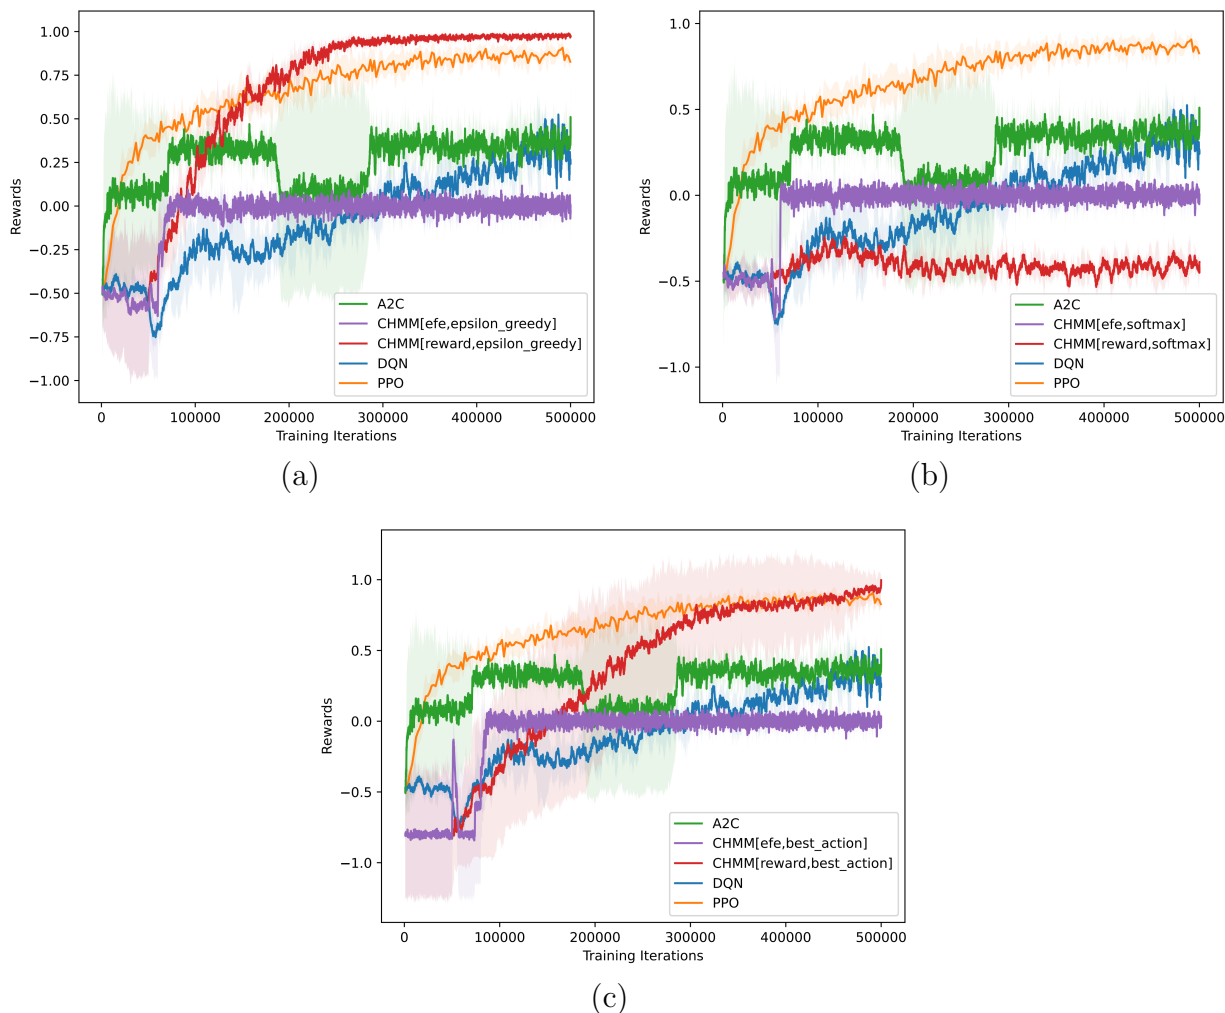 1.00
0.75
0.50
0.25
0.00
−0.25
−0.50
−0.75
−1.00
Rewards
0
100000
200000
300000
400000
500000
Training Iterations
A2C
CHMM[efe,epsilon_greedy]
CHMM[reward,epsilon_greedy]
DQN
PPO
(a)
1.0
0.5
0.0
−0.5
−1.0
Rewards
0
100000
200000
300000
400000
500000
Training Iterations
A2C
CHMM[efe,softmax]
CHMM[reward,softmax]
DQN
PPO
(b)
1.0
0.5
0.0
−0.5
−1.0
Rewards
0
100000
200000
300000
400000
500000
Training Iterations
A2C
CHMM[efe,best_action]
CHMM[reward,best_action]
DQN
PPO
(c)